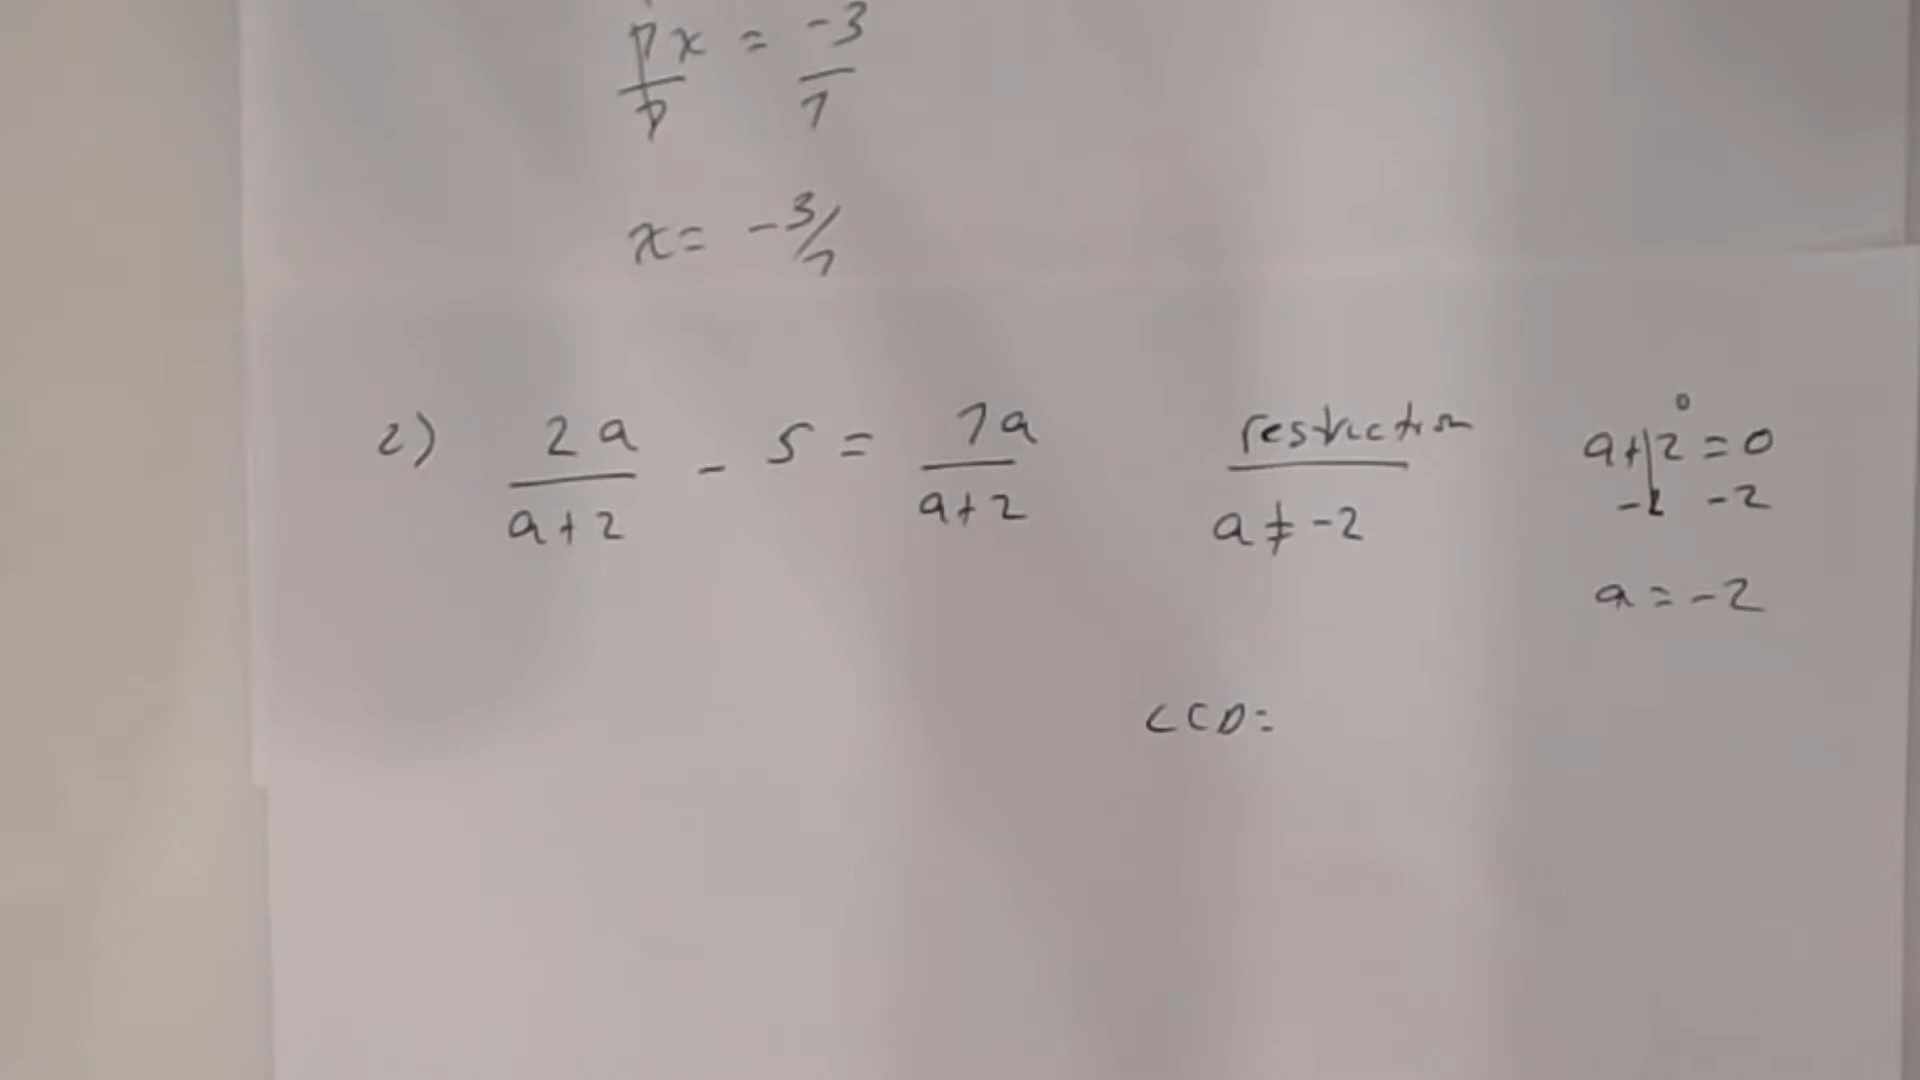 7x = -3
7 7
x = -3/7
2) 2a/a+2 - 5 = 7a/a+2
restriction
a ≠ -2
a+2 = 0
-2 -2
a = -2
LCD =